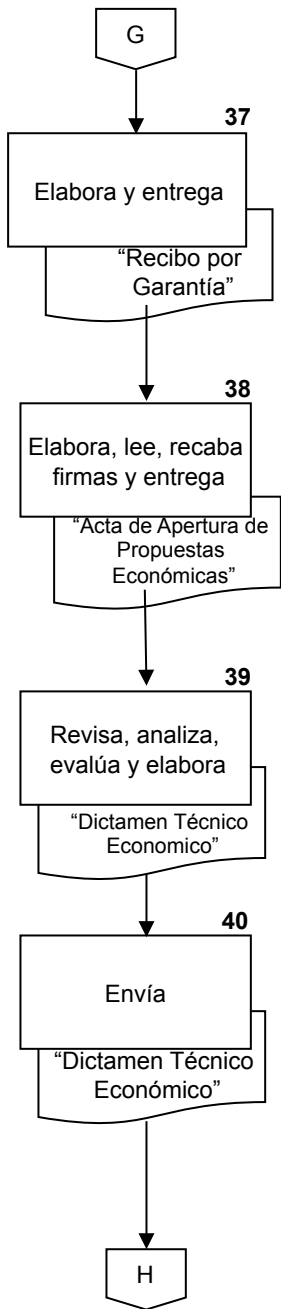 G
37
Elabora y entrega
“Recibo por
Garantía”
38
Elabora, lee, recaba
firmas y entrega
“Acta de Apertura de
Propuestas
Económicas”
39
Revisa, analiza,
evalúa y elabora
“Dictamen Técnico
Economico”
40
Envía
“Dictamen Técnico
Económico”
H